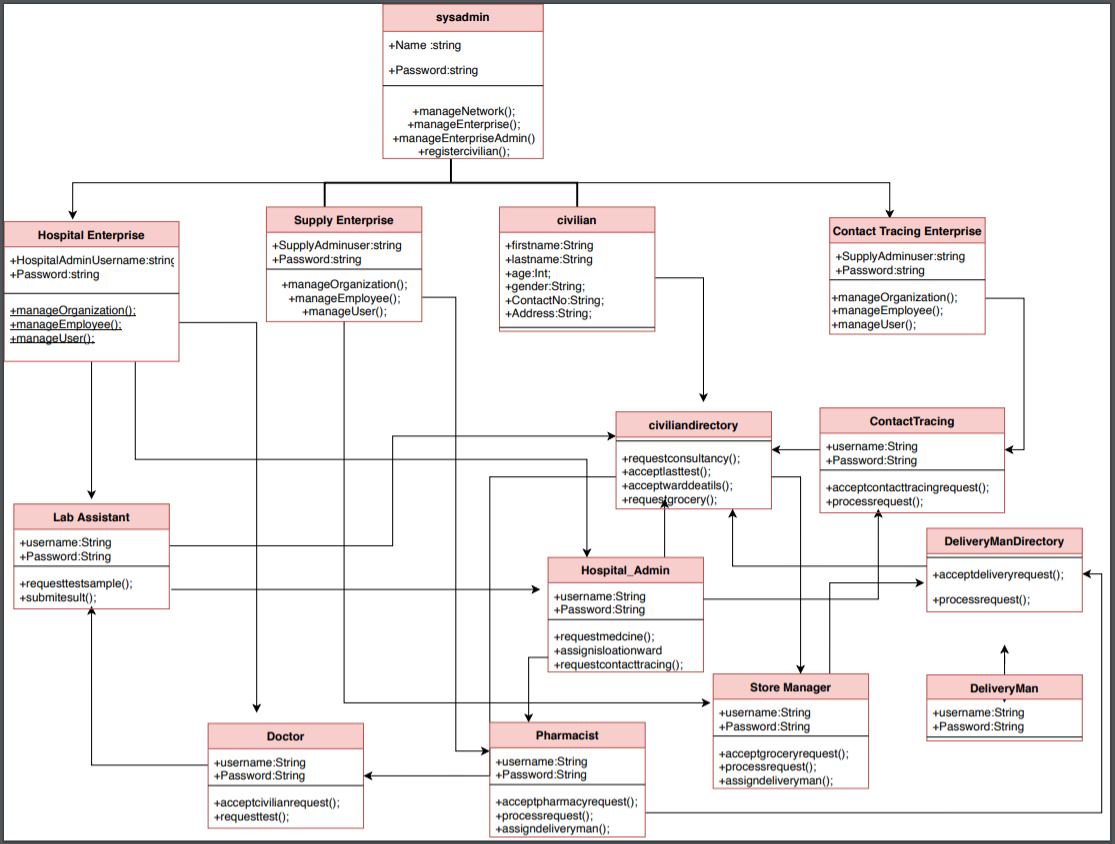 sysadmin
+Name :string
+Password:string
+manageNetwork();
+manageEnterprise();
+manageEnterpriseAdmin()
+registercivilian();
Hospital Enterprise
+HospitalAdminUsername:string
+Password:string
+manageOrganization();
+manageEmployee();
+manageUser();
Supply Enterprise
+SupplyAdminuser:string
+Password:string
+manageOrganization();
+manageEmployee();
+manageUser();
civilian
+firstname:String
+lastname:String
+age:Int;
+gender:String;
+ContactNo:String;
+Address:String;
Contact Tracing Enterprise
+SupplyAdminuser:string
+Password:string
+manageOrganization();
+manageEmployee();
+manageUser();
civiliandirectory
+requestconsultancy();
+acceptlasttest();
+acceptwarddeatils();
+requestgrocery();
ContactTracing
+username:String
+Password:String
+acceptcontacttracingrequest();
+processrequest();
Lab Assistant
+username:String
+Password:String
+requesttestsample();
+submitesult();
Hospital_Admin
+username:String
+Password:String
+requestmedcine();
+assignisloationward
+requestcontacttracing();
DeliveryManDirectory
+acceptdeliveryrequest();
+processrequest();
Store Manager
+username:String
+Password:String
+acceptgroceryrequest();
+processrequest();
+assigndeliveryman();
DeliveryMan
+username:String
+Password:String
Doctor
+username:String
+Password:String
+acceptcivilianrequest();
+requesttest();
Pharmacist
+username:String
+Password:String
+acceptpharmacyrequest();
+processrequest();
+assigndeliveryman();